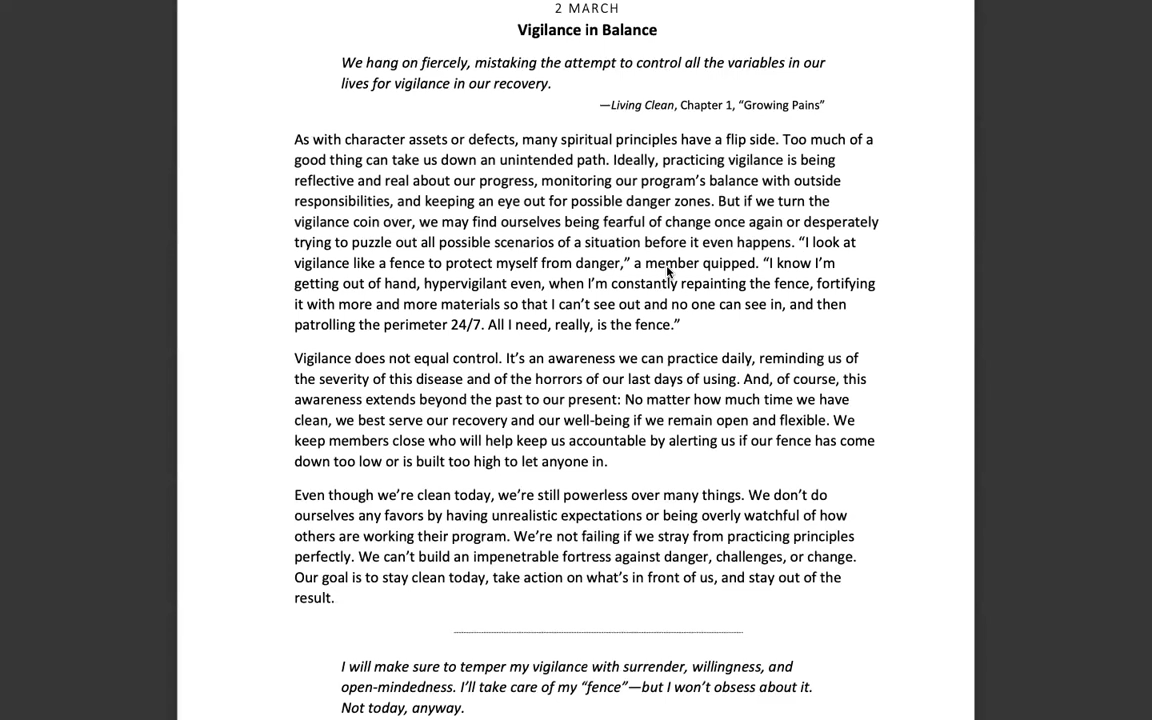 2 MARCH
Vigilance in Balance
We hang on fiercely, mistaking the attempt to control all the variables in our
lives for vigilance in our recovery.
—Living Clean, Chapter 1, “Growing Pains”
As with character assets or defects, many spiritual principles have a flip side. Too much of a
good thing can take us down an unintended path. Ideally, practicing vigilance is being
reflective and real about our progress, monitoring our program’s balance with outside
responsibilities, and keeping an eye out for possible danger zones. But if we turn the
vigilance coin over, we may find ourselves being fearful of change once again or desperately
trying to puzzle out all possible scenarios of a situation before it even happens. “I look at
vigilance like a fence to protect myself from danger,” a member quipped. “I know I’m
getting out of hand, hypervigilant even, when I’m constantly repainting the fence, fortifying
it with more and more materials so that I can’t see out and no one can see in, and then
patrolling the perimeter 24/7. All I need, really, is the fence.”
Vigilance does not equal control. It’s an awareness we can practice daily, reminding us of
the severity of this disease and of the horrors of our last days of using. And, of course, this
awareness extends beyond the past to our present: No matter how much time we have
clean, we best serve our recovery and our well-being if we remain open and flexible. We
keep members close who will help keep us accountable by alerting us if our fence has come
down too low or is built too high to let anyone in.
Even though we’re clean today, we’re still powerless over many things. We don’t do
ourselves any favors by having unrealistic expectations or being overly watchful of how
others are working their program. We’re not failing if we stray from practicing principles
perfectly. We can’t build an impenetrable fortress against danger, challenges, or change.
Our goal is to stay clean today, take action on what’s in front of us, and stay out of the
result.
I will make sure to temper my vigilance with surrender, willingness, and
open-mindedness. I’ll take care of my “fence”—but I won’t obsess about it.
Not today, anyway.